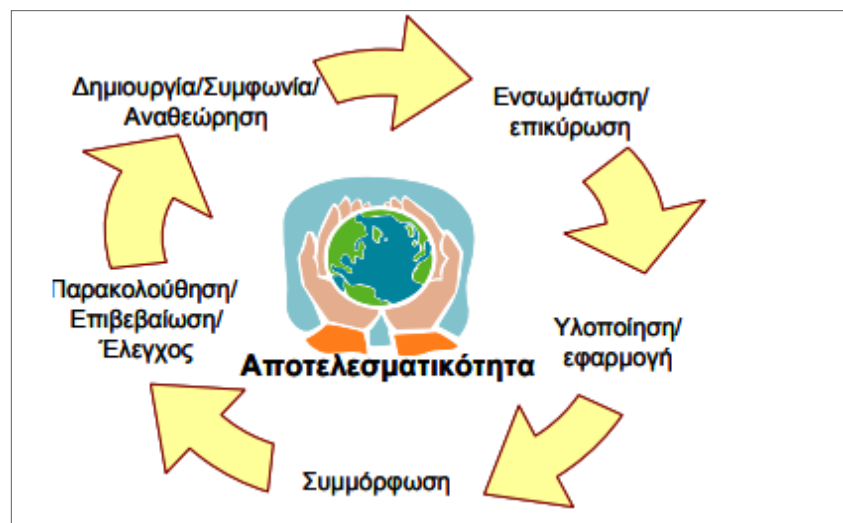 Δημιουργία/Συμφωνία/
Αναθεώρηση
Ενσωμάτωση/
επικύρωση
Υλοποίηση/
εφαρμογή
Συμμόρφωση
Παρακολούθηση/
Επιβεβαίωση/
Έλεγχος
Αποτελεσματικότητα